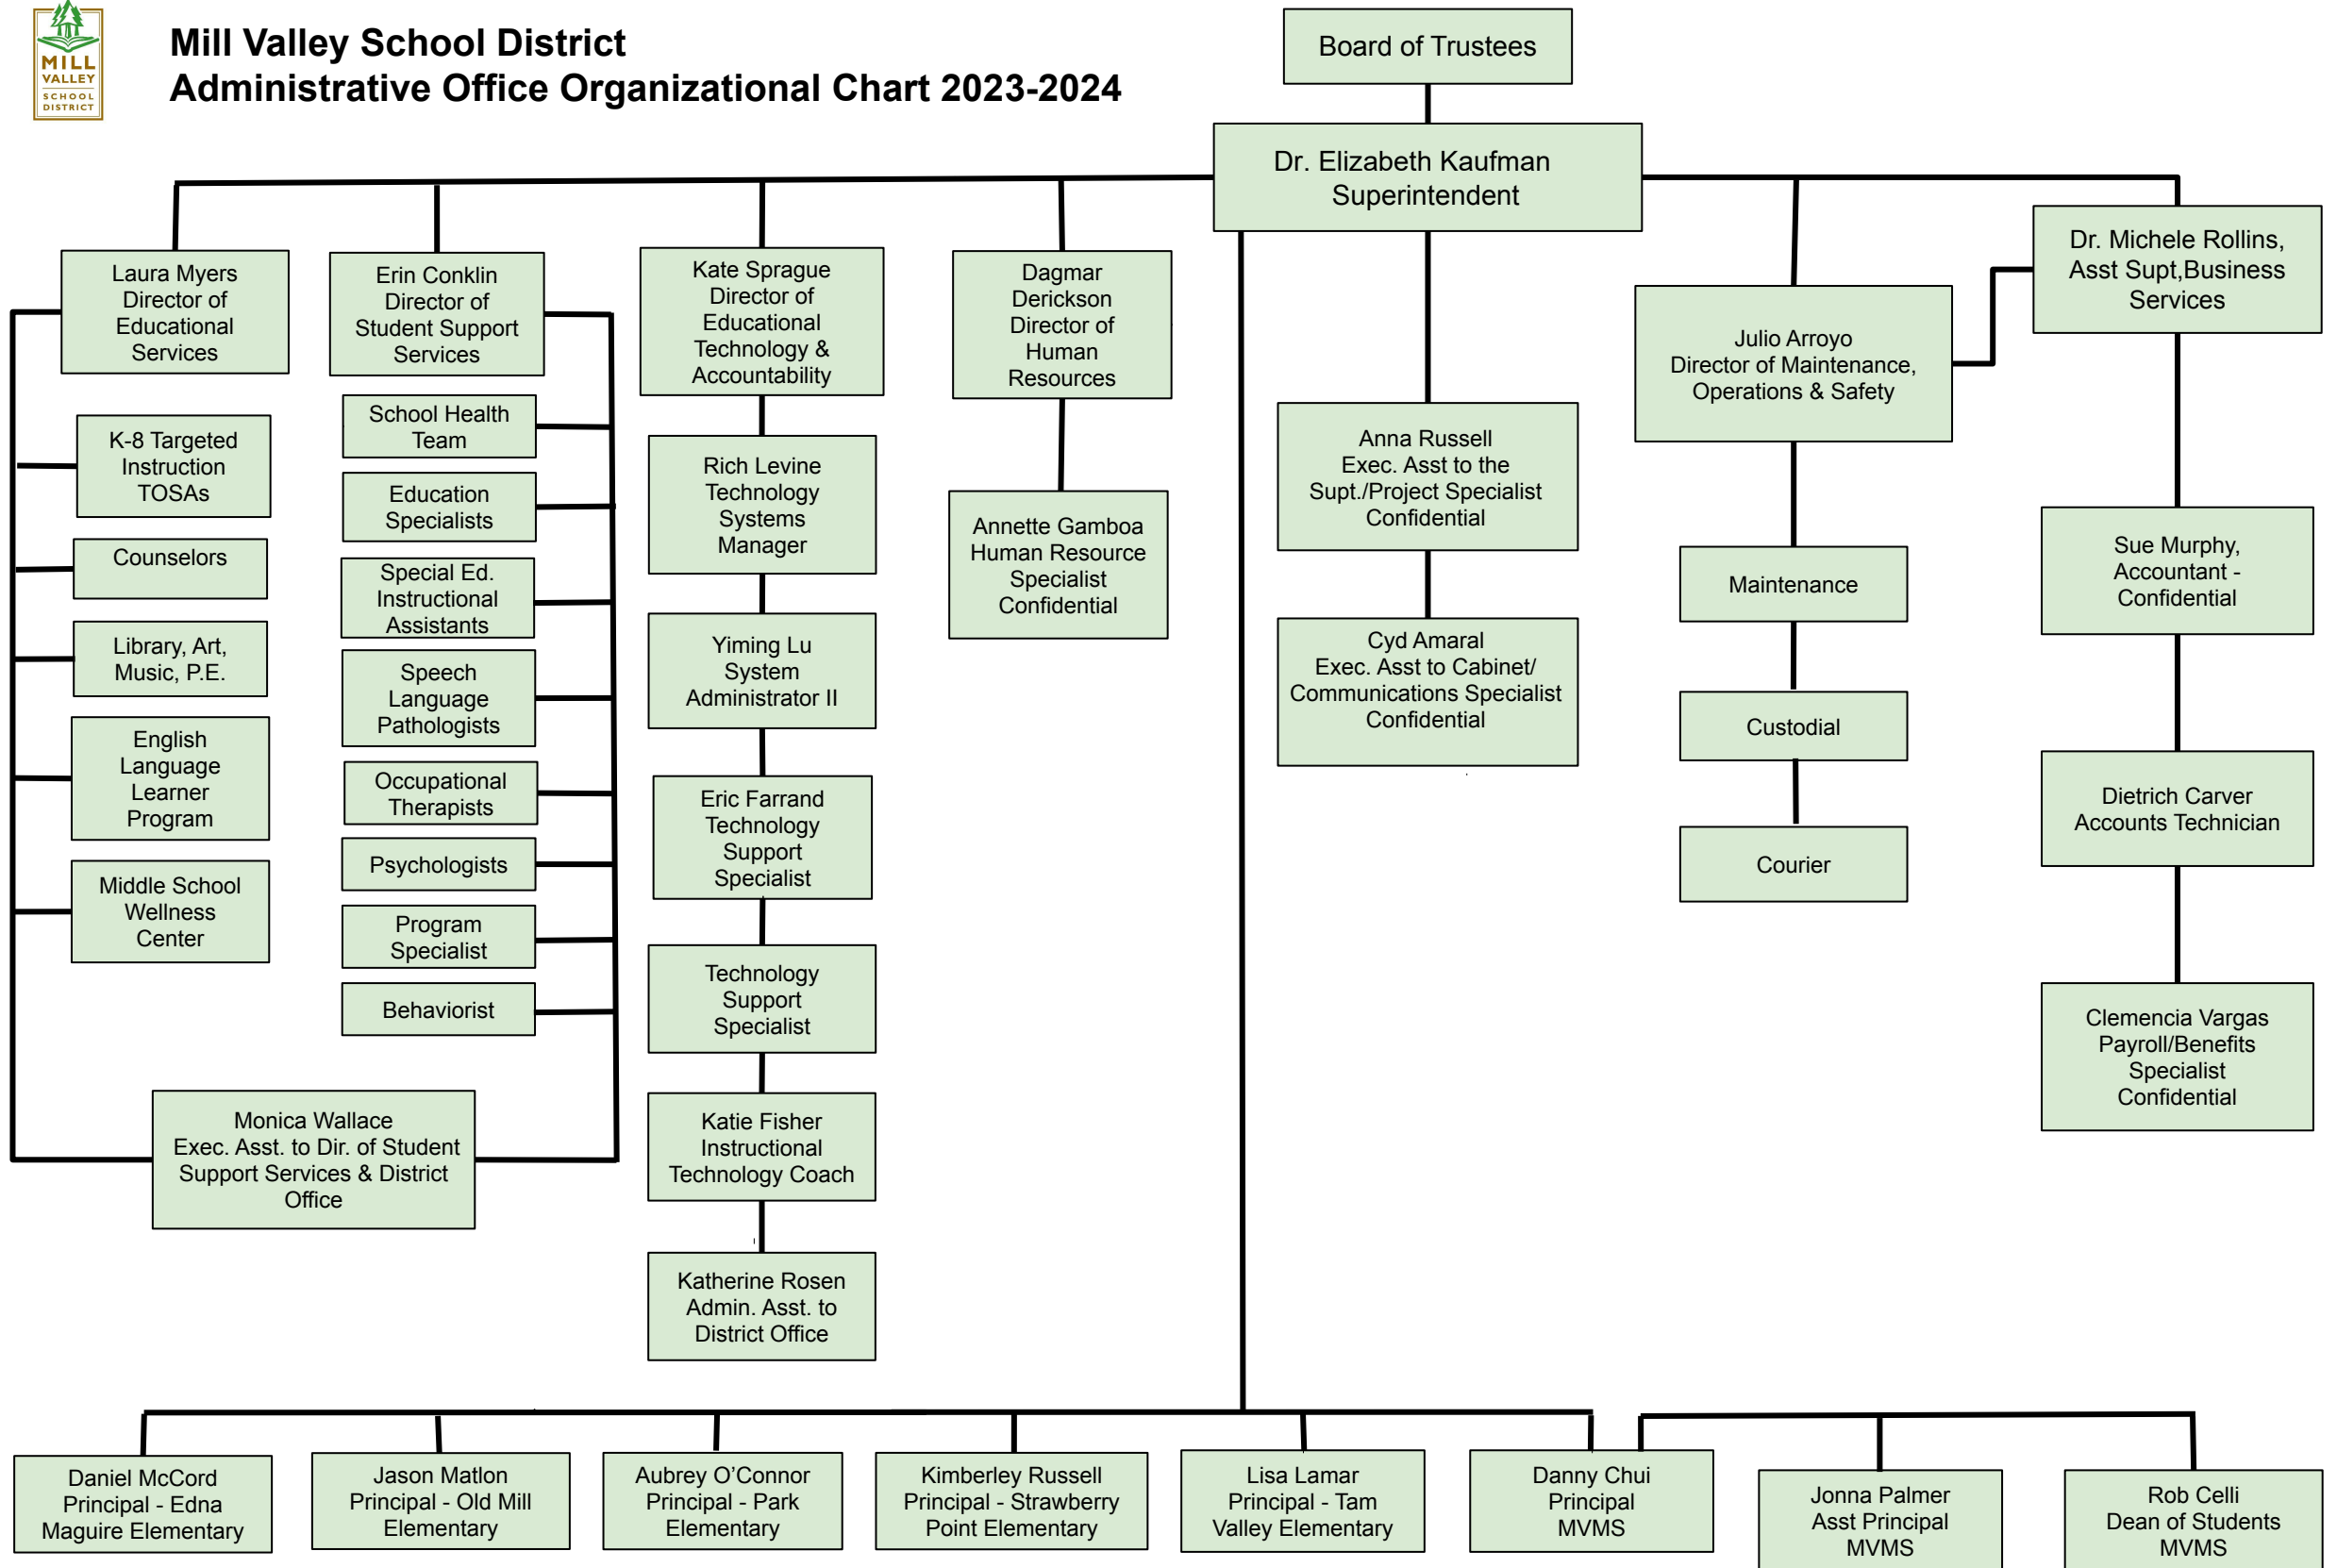 MILL
VALLEY
SCHOOL
DISTRICT
Mill Valley School District
Administrative Office Organizational Chart 2023-2024
Board of Trustees
Dr. Elizabeth Kaufman
Superintendent
Laura Myers
Director of
Educational
Services
K-8 Targeted
Instruction
TOSAs
Counselors
Library, Art,
Music, P.E.
English
Language
Learner
Program
Middle School
Wellness
Center
Erin Conklin
Director of
Student Support
Services
School Health
Team
Education
Specialists
Special Ed.
Instructional
Assistants
Speech
Language
Pathologists
Occupational
Therapists
Psychologists
Program
Specialist
Behaviorist
Monica Wallace
Exec. Asst. to Dir. of Student
Support Services & District
Office
Kate Sprague
Director of
Educational
Technology &
Accountability
Rich Levine
Technology
Systems
Manager
Yiming Lu
System
Administrator II
Eric Farrand
Technology
Support
Specialist
Technology
Support
Specialist
Katie Fisher
Instructional
Technology Coach
Katherine Rosen
Admin. Asst. to
District Office
Dagmar
Derickson
Director of
Human
Resources
Annette Gamboa
Human Resource
Specialist
Confidential
Anna Russell
Exec. Asst to the
Supt./Project Specialist
Confidential
Cyd Amaral
Exec. Asst to Cabinet/
Communications Specialist
Confidential
Julio Arroyo
Director of Maintenance,
Operations & Safety
Maintenance
Custodial
Courier
Dr. Michele Rollins,
Asst Supt,Business
Services
Sue Murphy,
Accountant -
Confidential
Dietrich Carver
Accounts Technician
Clemencia Vargas
Payroll/Benefits
Specialist
Confidential
Daniel McCord
Principal - Edna
Maguire Elementary
Jason Matlon
Principal - Old Mill
Elementary
Aubrey O’Connor
Principal - Park
Elementary
Kimberley Russell
Principal - Strawberry
Point Elementary
Lisa Lamar
Principal - Tam
Valley Elementary
Danny Chui
Principal
MVMS
Jonna Palmer
Asst Principal
MVMS
Rob Celli
Dean of Students
MVMS